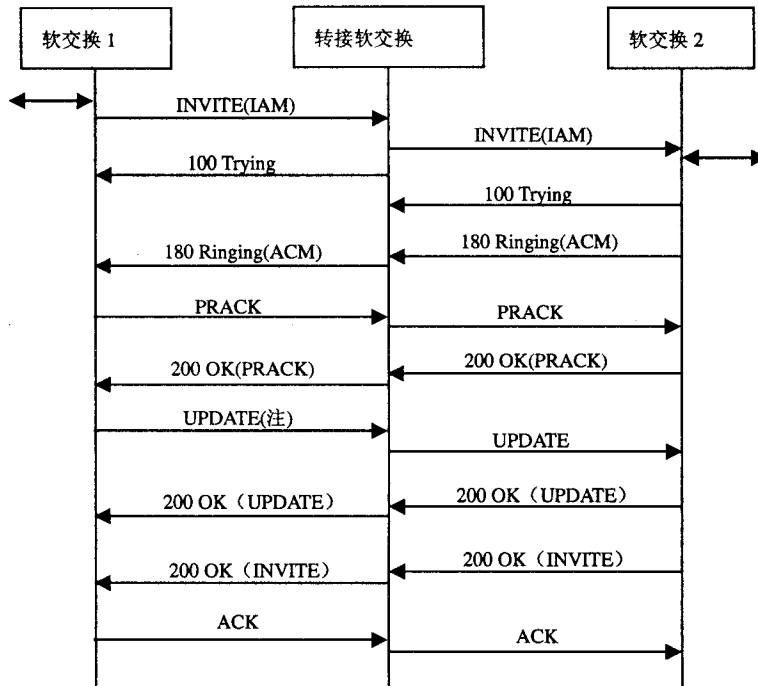 软交换 1
转接软交换
软交换 2
INVITE(IAM)
INVITE(IAM)
100 Trying
100 Trying
180 Ringing(ACM)
180 Ringing(ACM)
PRACK
PRACK
200 OK(PRACK)
200 OK(PRACK)
UPDATE(注)
UPDATE
200 OK（UPDATE）
200 OK（UPDATE）
200 OK（INVITE）
200 OK（INVITE）
ACK
ACK